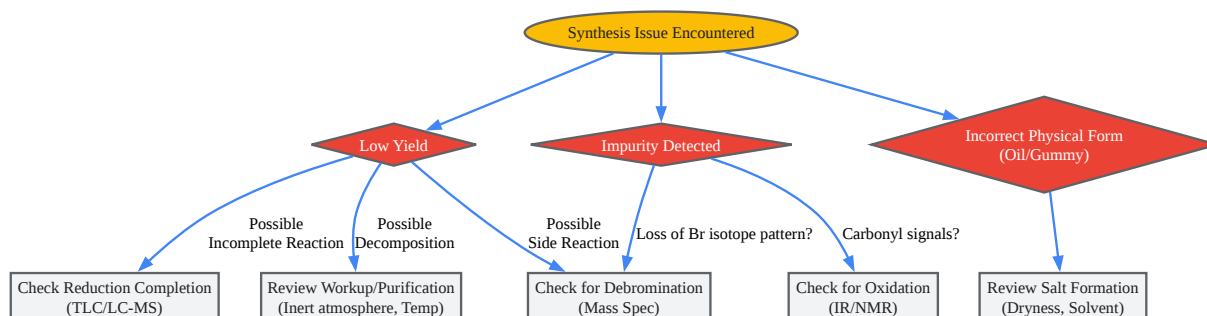 Synthesis Issue Encountered
Low Yield
Impurity Detected
Incorrect Physical Form
(Oil/Gummy)
Possible
Incomplete Reaction
Possible
Decomposition
Possible
Side Reaction
Loss of Br isotope pattern?
Carbonyl signals?
Check Reduction Completion
(TLC/LC-MS)
Review Workup/Purification
(Inert atmosphere, Temp)
Check for Debromination
(Mass Spec)
Check for Oxidation
(IR/NMR)
Review Salt Formation
(Dryness, Solvent)